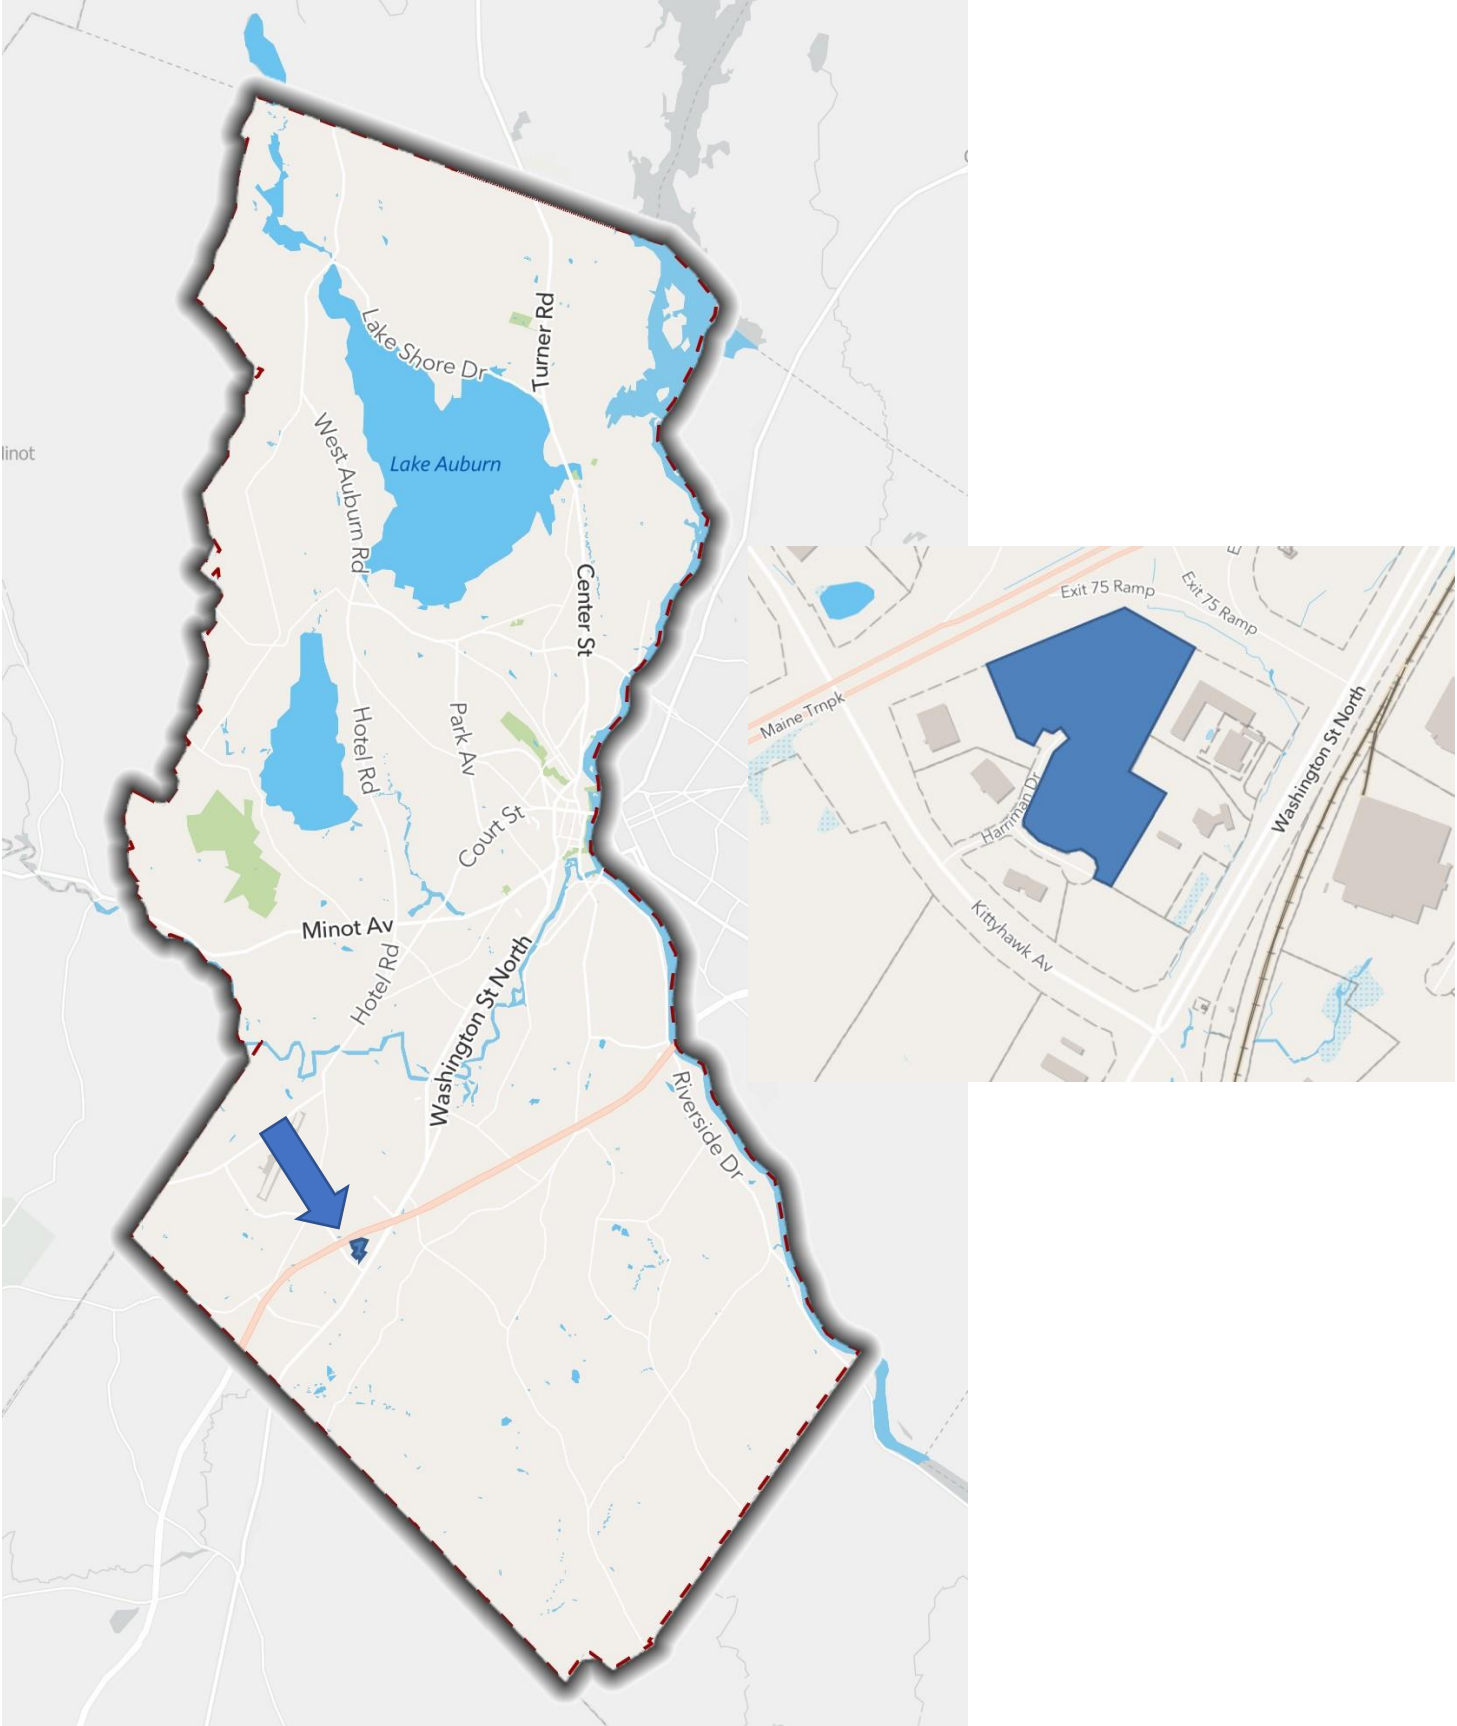 Lake Shore Dr
Turner Rd
West Auburn Rd
Lake Auburn
linot
Center St
Hotel Rd
Park Av
Court St
Minot Av
Hotel Rd
Washington St North
Riverside Dr
Exit 75 Ramp
Exit 75 Ramp
E
Maine Trnpk
Harriman Dr
Washington St North
Kittyhawk Av